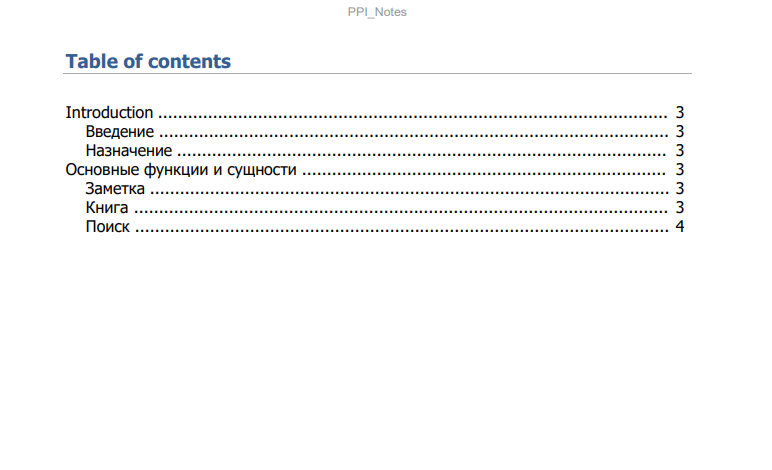 PPI_Notes
Table of contents
Introduction ........................................................................................................ 3
Введение ........................................................................................................ 3
Назначение .................................................................................................... 3
Основные функции и сущности ........................................................................... 3
Заметка .......................................................................................................... 3
Книга ............................................................................................................. 3
Поиск ............................................................................................................. 4